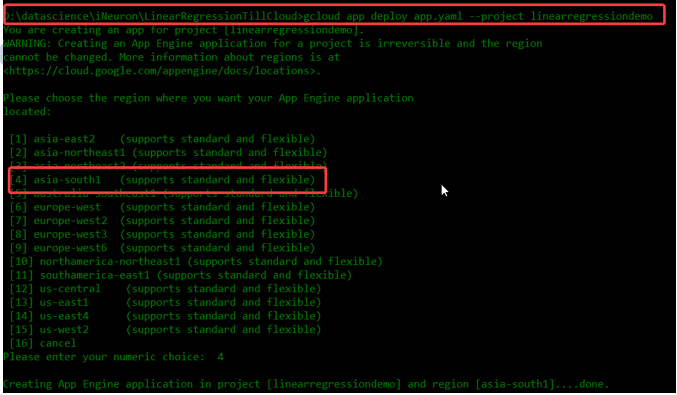 D:\datascience\iNeuron\LinearRegressionTillCloud>gcloud app deploy app.yaml --project linearregressiondemo
You are creating an app for project [linearregressiondemo].
WARNING: Creating an App Engine application for a project is irreversible and the region
cannot be changed. More information about regions is at
<https://cloud.google.com/appengine/docs/locations>.
Please choose the region where you want your App Engine application
located:
[1] asia-east2 (supports standard and flexible)
[2] asia-northeast1 (supports standard and flexible)
[3] asia-northeast2 (supports standard and flexible)
[4] asia-south1 (supports standard and flexible)
[5] australia-southeast1 (supports standard and flexible)
[6] europe-west (supports standard and flexible)
[7] europe-west2 (supports standard and flexible)
[8] europe-west3 (supports standard and flexible)
[9] europe-west6 (supports standard and flexible)
[10] northamerica-northeast1 (supports standard and flexible)
[11] southamerica-east1 (supports standard and flexible)
[12] us-central (supports standard and flexible)
[13] us-east1 (supports standard and flexible)
[14] us-east4 (supports standard and flexible)
[15] us-west2 (supports standard and flexible)
[16] cancel
Please enter your numeric choice: 4
Creating App Engine application in project [linearregressiondemo] and region [asia-south1]....done.